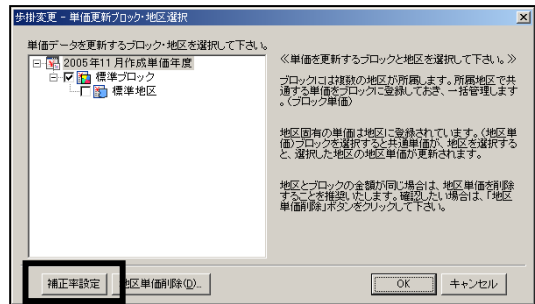 歩掛変更 - 単価更新ブロック・地区選択
単価データを更新するブロック・地区を選択して下さい。
2005年11月作成単価年度
標準ブロック
標準地区
≪単価を更新するブロックと地区を選択して下さい。≫
ブロックには複数の地区が所属します。所属地区で共
通する単価をブロックに登録しておき、一括管理します
。(ブロック単価)
地区固有の単価は地区に登録されています。(地区単
価)ブロックを選択すると共通単価が、地区を選択する
と、選択した地区の地区単価が更新されます。
地区とブロックの金額が同じ場合は、地区単価を削除
することを推奨いたします。確認したい場合は、「地区
単価削除」ボタンをクリックして下さい。
補正率設定
地区単価削除(D)...
OK
キャンセル